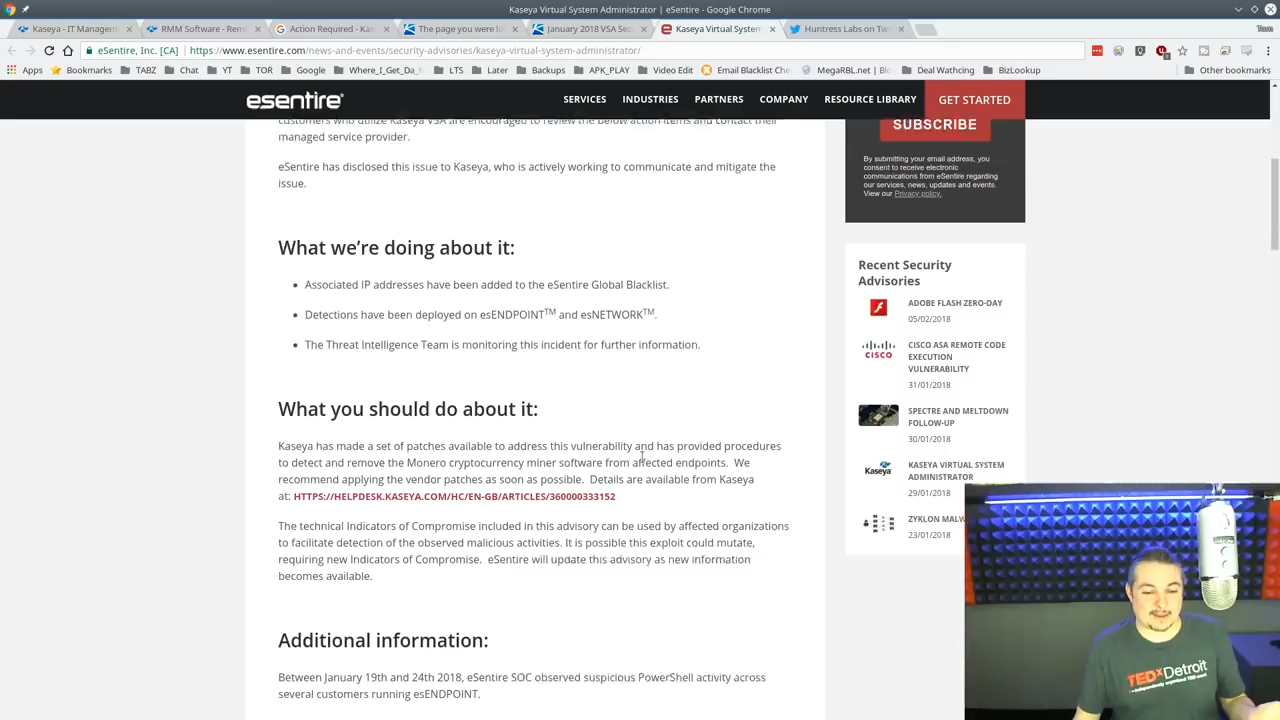 Kaseya Virtual System Administrator | eSentire - Google Chrome
Kaseya - IT Managem
RMM Software - Remo
Action Required - Kas
The page you were lo
January 2018 VSA Sec
Kaseya Virtual System
Huntress Labs on Twi
Tom
eSentire, Inc. [CA] https://www.esentire.com/news-and-events/security-advisories/kaseya-virtual-system-administrator/
Apps Bookmarks TABZ Chat YT TOR Google Where_I_Get_Da_ LTS Later Backups APK_PLAY Video Edit Email Blacklist Che MegaRBL.net | Blo Deal Wathcing BizLookup Other bookmarks
esentire SERVICES INDUSTRIES PARTNERS COMPANY RESOURCE LIBRARY GET STARTED
customers who utilize Kaseya VSA are encouraged to review the below action items and contact their
managed service provider.
eSentire has disclosed this issue to Kaseya, who is actively working to communicate and mitigate the
issue.
What we’re doing about it:
• Associated IP addresses have been added to the eSentire Global Blacklist.
• Detections have been deployed on esENDPOINT™ and esNETWORK™.
• The Threat Intelligence Team is monitoring this incident for further information.
What you should do about it:
Kaseya has made a set of patches available to address this vulnerability and has provided procedures
to detect and remove the Monero cryptocurrency miner software from affected endpoints. We
recommend applying the vendor patches as soon as possible. Details are available from Kaseya
at: HTTPS://HELPDESK.KASEYA.COM/HC/EN-GB/ARTICLES/360000333152
The technical Indicators of Compromise included in this advisory can be used by affected organizations
to facilitate detection of the observed malicious activities. It is possible this exploit could mutate,
requiring new Indicators of Compromise. eSentire will update this advisory as new information
becomes available.
Additional information:
Between January 19th and 24th 2018, eSentire SOC observed suspicious PowerShell activity across
several customers running esENDPOINT.
SUBSCRIBE
By submitting your email address, you
consent to receive electronic
communications from eSentire regarding
our services, news, updates and events.
View our Privacy policy.
Recent Security
Advisories
ADOBE FLASH ZERO-DAY
05/02/2018
CISCO
CISCO ASA REMOTE CODE
EXECUTION
VULNERABILITY
31/01/2018
SPECTRE AND MELTDOWN
FOLLOW-UP
30/01/2018
Kaseya
KASEYA VIRTUAL SYSTEM
ADMINISTRATOR
29/01/2018
ZYKLON MALW
23/01/2018
TEDxDetroit